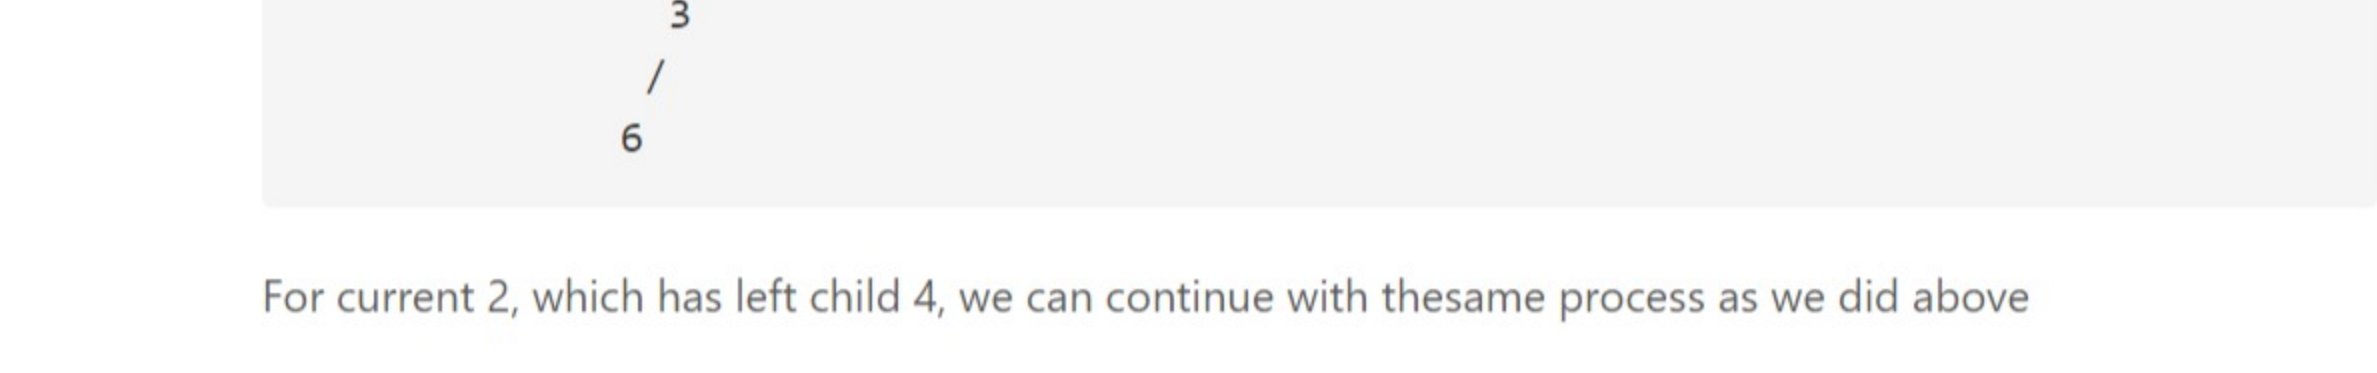 3
/
6
For current 2, which has left child 4, we can continue with thesame process as we did above